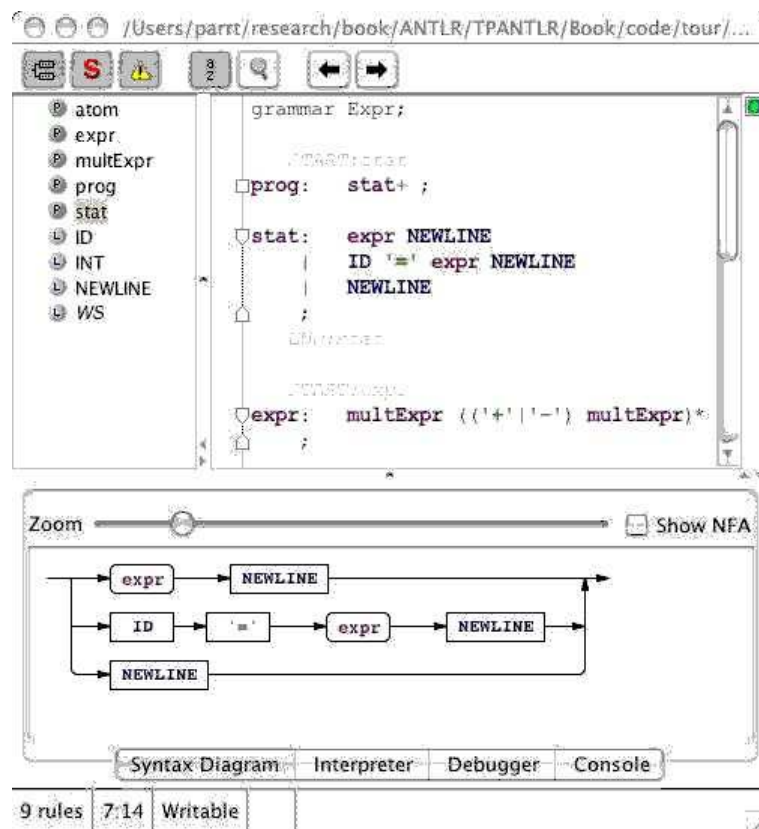 /Users/parrt/research/book/ANTLR/TPANTLR/Book/code/tour/...
S a z
atom
expr
multExpr
prog
stat
ID
INT
NEWLINE
WS
grammar Expr;
prog: stat+ ;
stat: expr NEWLINE
| ID '=' expr NEWLINE
| NEWLINE
;
expr: multExpr (('+'|'-') multExpr)*
;
Zoom Show NFA
expr NEWLINE
ID '=' expr NEWLINE
NEWLINE
Syntax Diagram Interpreter Debugger Console
9 rules 7:14 Writable